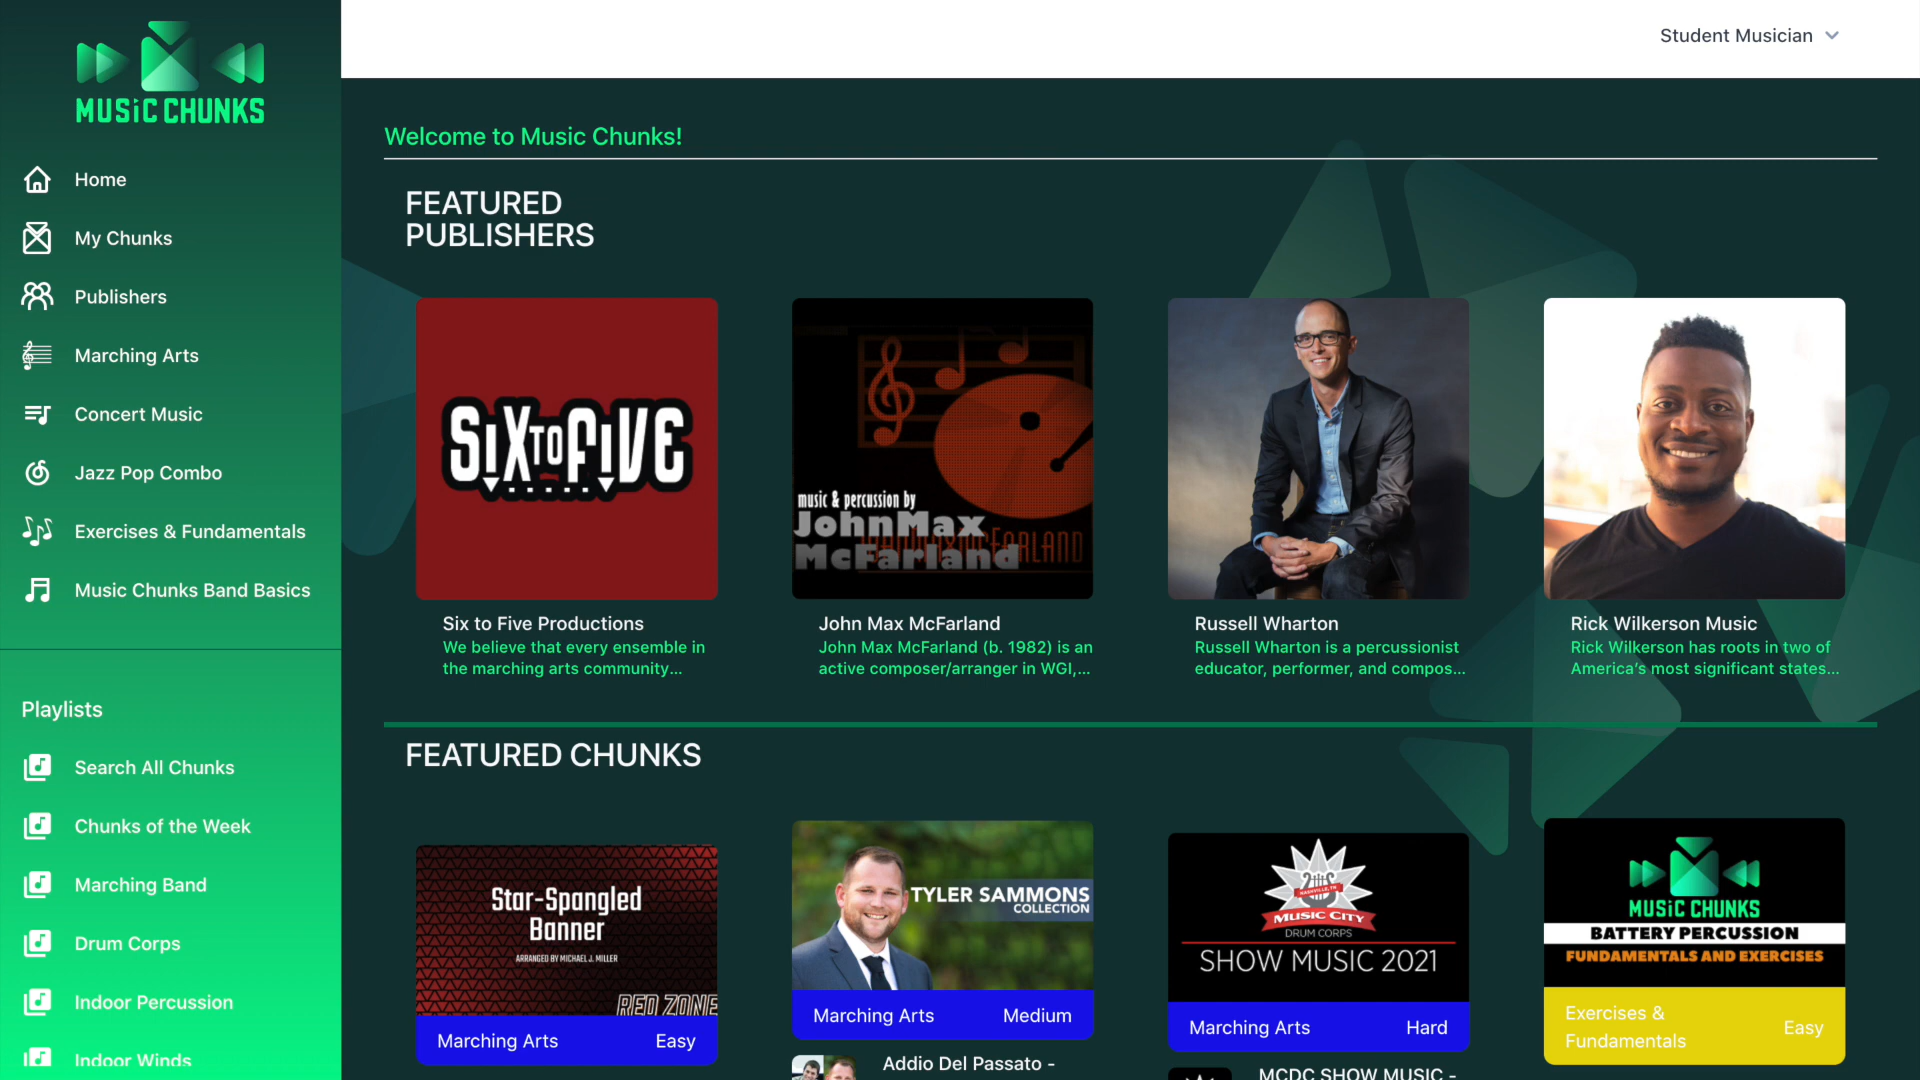 MUSIC CHUNKS
Student Musician
Home
My Chunks
Publishers
Marching Arts
Concert Music
Jazz Pop Combo
Exercises & Fundamentals
Music Chunks Band Basics
Playlists
Search All Chunks
Chunks of the Week
Marching Band
Drum Corps
Indoor Percussion
Indoor Winds
Welcome to Music Chunks!
FEATURED
PUBLISHERS
SIX TO FIVE
music & percussion by
JohnMax
McFarland
Six to Five Productions
We believe that every ensemble in
the marching arts community...
John Max McFarland
John Max McFarland (b. 1982) is an
active composer/arranger in WGI,...
Russell Wharton
Russell Wharton is a percussionist
educator, performer, and compos...
Rick Wilkerson Music
Rick Wilkerson has roots in two of
America's most significant states...
FEATURED CHUNKS
Star-Spangled
Banner
ARRANGED BY MICHAEL J. MILLER
RED ZONE
Marching Arts Easy
TYLER SAMMONS
COLLECTION
Marching Arts Medium
Addio Del Passato -
NASHVILLE, TN
MUSIC CITY
DRUM CORPS
SHOW MUSIC 2021
Marching Arts Hard
MCDC SHOW MUSIC -
MUSIC CHUNKS
BATTERY PERCUSSION
FUNDAMENTALS AND EXERCISES
Exercises &
Fundamentals
Easy